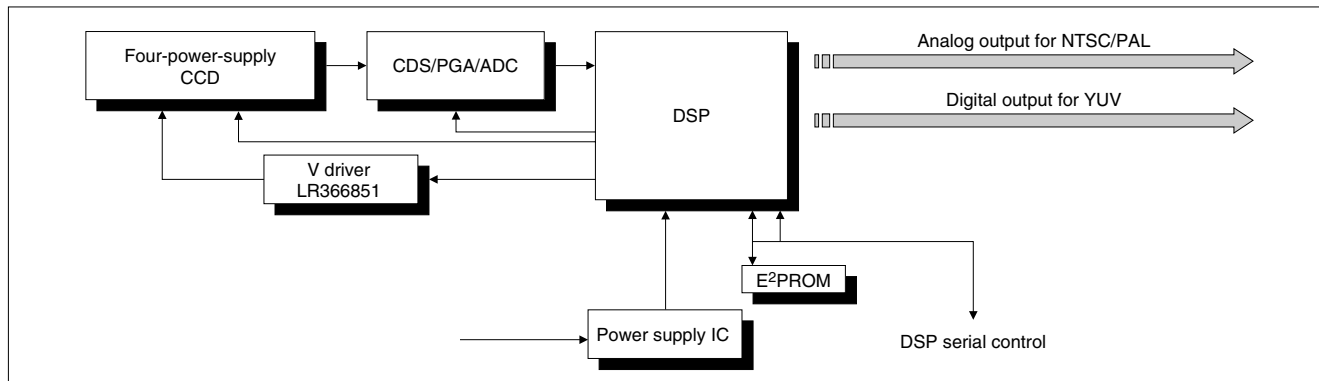 Four-power-supply
CCD
CDS/PGA/ADC
DSP
Analog output for NTSC/PAL
Digital output for YUV
V driver
LR366851
E²PROM
Power supply IC
DSP serial control